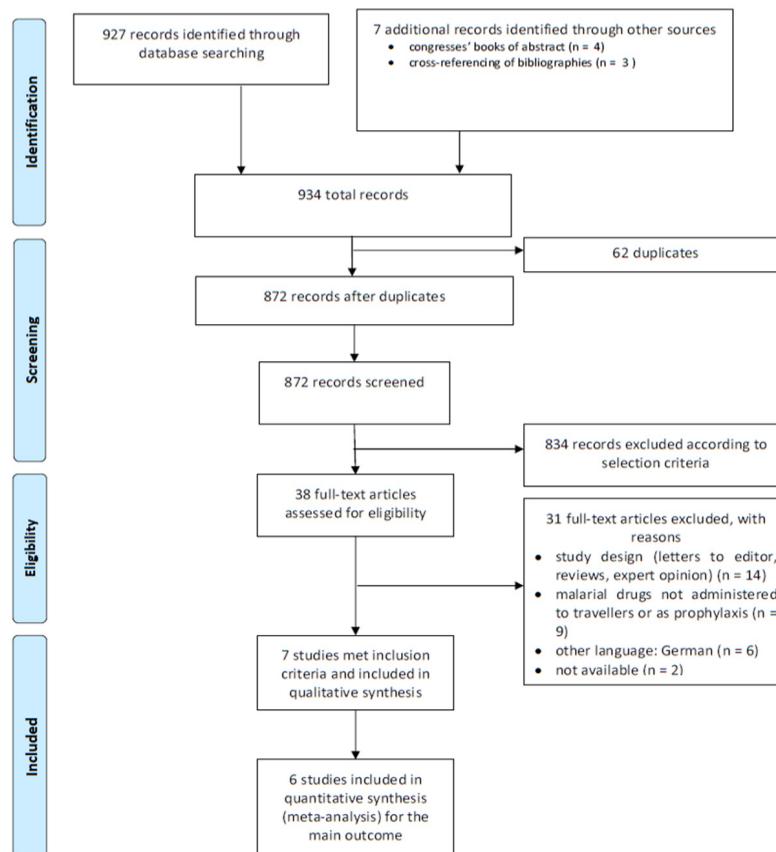 927 records identified through
database searching
7 additional records identified through other sources
• congresses' books of abstract (n = 4)
• cross-referencing of bibliographies (n = 3 )
Identification
934 total records
62 duplicates
872 records after duplicates
Screening
872 records screened
834 records excluded according to
selection criteria
38 full-text articles
assessed for eligibility
Eligibility
31 full-text articles excluded, with
reasons
• study design (letters to editor,
reviews, expert opinion) (n = 14)
• malarial drugs not administered
to travellers or as prophylaxis (n =
9)
• other language: German (n = 6)
• not available (n = 2)
7 studies met inclusion
criteria and included in
qualitative synthesis
Included
6 studies included in
quantitative synthesis
(meta-analysis) for the
main outcome